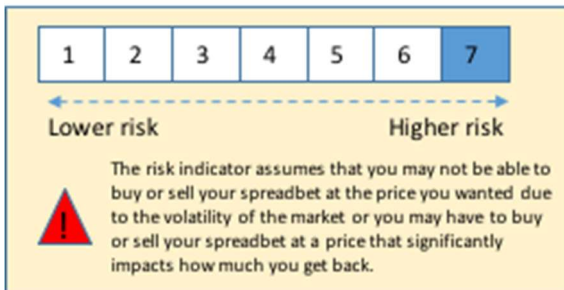 1 2 3 4 5 6 7
Lower risk Higher risk
The risk indicator assumes that you may not be able to
buy or sell your spreadbet at the price you wanted due
to the volatility of the market or you may have to buy
or sell your spreadbet at a price that significantly
impacts how much you get back.
!